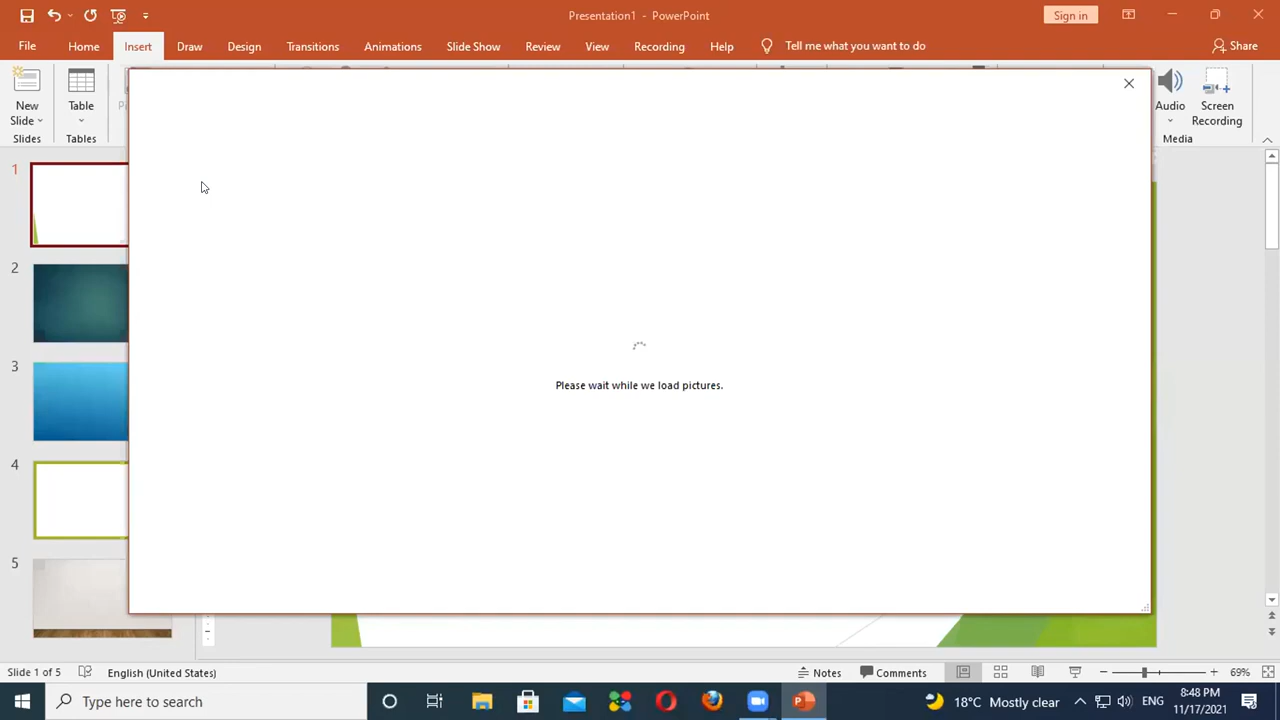 Presentation1 - PowerPoint
Sign in
File
Home
Insert
Draw
Design
Transitions
Animations
Slide Show
Review
View
Recording
Help
Tell me what you want to do
Share
New
Slide
Table
Audio
Screen
Recording
Slides
Tables
Media
1
2
3
4
5
Please wait while we load pictures.
Slide 1 of 5
English (United States)
Notes
Comments
69%
Type here to search
18°C Mostly clear
ENG
8:48 PM
11/17/2021